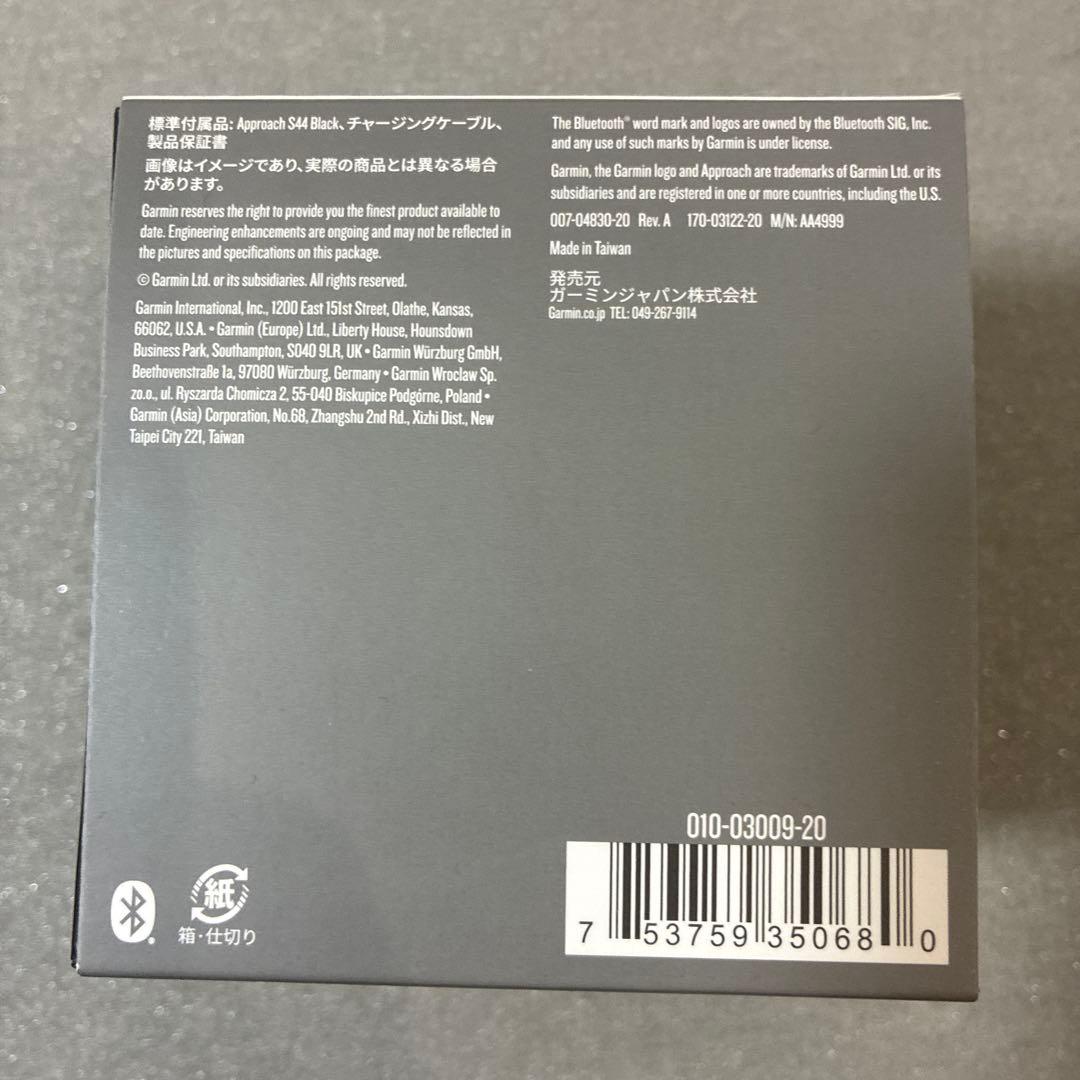 標準付属品: Approach S44 Black、チャージングケーブル、
製品保証書
画像はイメージであり、実際の商品とは異なる場合
があります。
Garmin reserves the right to provide you the finest product available to
date. Engineering enhancements are ongoing and may not be reflected in
the pictures and specifications on this package.
© Garmin Ltd. or its subsidiaries. All rights reserved.
Garmin International, Inc., 1200 East 151st Street, Olathe, Kansas,
66062, U.S.A. • Garmin (Europe) Ltd., Liberty House, Hounsdown
Business Park, Southampton, SO40 9LR, UK • Garmin Würzburg GmbH,
Beethovenstraße 1a, 97080 Würzburg, Germany • Garmin Wroclaw Sp.
zo.o., ul. Ryszarda Chomicza 2, 55-040 Biskupice Podgórne, Poland •
Garmin (Asia) Corporation, No.68, Zhangshu 2nd Rd., Xizhi Dist., New
Taipei City 221, Taiwan
The Bluetooth® word mark and logos are owned by the Bluetooth SIG, Inc.
and any use of such marks by Garmin is under license.
Garmin, the Garmin logo and Approach are trademarks of Garmin Ltd. or its
subsidiaries and are registered in one or more countries, including the U.S.
007-04830-20 Rev. A 170-03122-20 M/N: AA4999
Made in Taiwan
発売元
ガーミンジャパン株式会社
Garmin.co.jp TEL: 049-267-9114
010-03009-20
7 53759 35068 0
紙
箱・仕切り